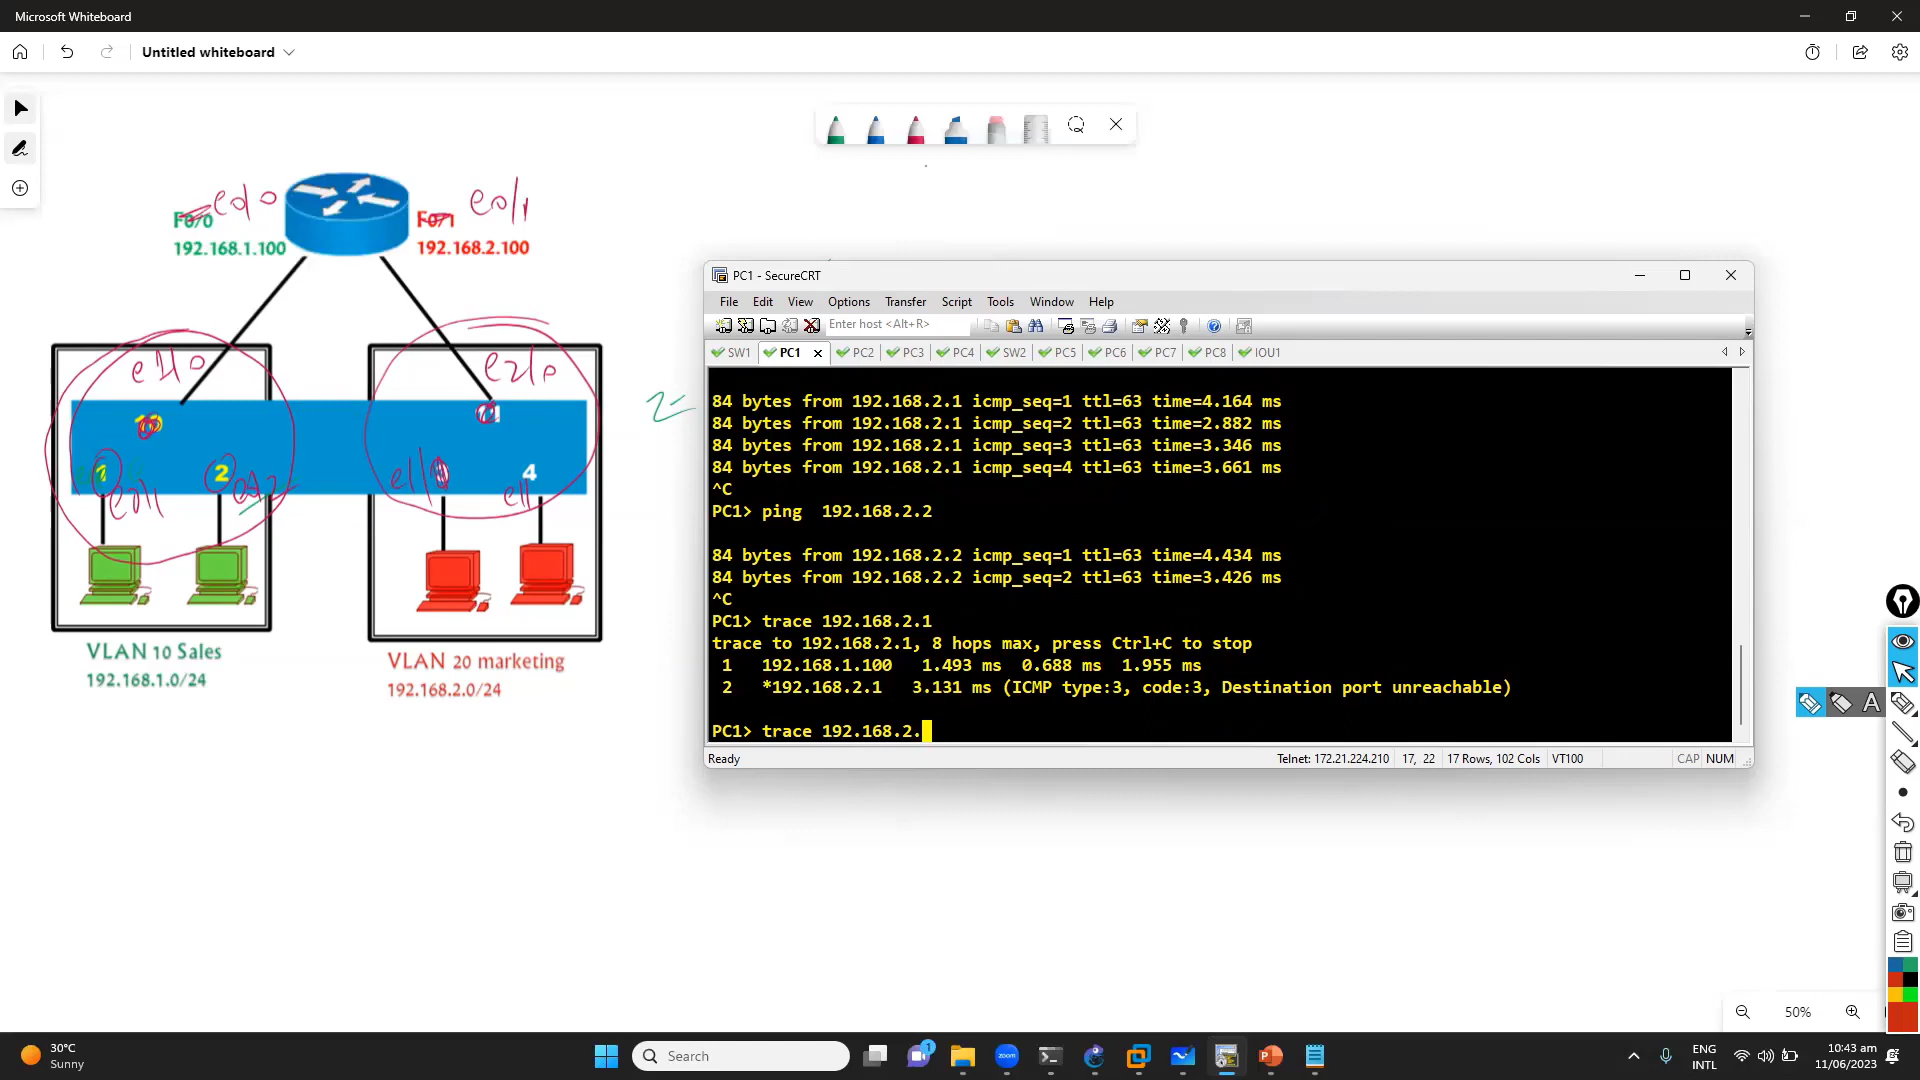 Microsoft Whiteboard
Untitled whiteboard
F0/0
e0/0
192.168.1.100
F0/1
e0/1
192.168.2.100
e1/0
e2/0
2
4
e0/1
VLAN 10 Sales
192.168.1.0/24
VLAN 20 marketing
192.168.2.0/24
PC1 - SecureCRT
File Edit View Options Transfer Script Tools Window Help
Enter host <Alt+R>
SW1 PC1 PC2 PC3 PC4 SW2 PC5 PC6 PC7 PC8 IOU1
84 bytes from 192.168.2.1 icmp_seq=1 ttl=63 time=4.164 ms
84 bytes from 192.168.2.1 icmp_seq=2 ttl=63 time=2.882 ms
84 bytes from 192.168.2.1 icmp_seq=3 ttl=63 time=3.346 ms
84 bytes from 192.168.2.1 icmp_seq=4 ttl=63 time=3.661 ms
^C
PC1> ping  192.168.2.2
84 bytes from 192.168.2.2 icmp_seq=1 ttl=63 time=4.434 ms
84 bytes from 192.168.2.2 icmp_seq=2 ttl=63 time=3.426 ms
^C
PC1> trace 192.168.2.1
trace to 192.168.2.1, 8 hops max, press Ctrl+C to stop
1   192.168.1.100   1.493 ms  0.688 ms  1.955 ms
2   *192.168.2.1   3.131 ms (ICMP type:3, code:3, Destination port unreachable)
PC1> trace 192.168.2.
Ready
Telnet: 172.21.224.210 17, 22 17 Rows, 102 Cols VT100 CAP NUM
A
50%
30°C
Sunny
Search
zoom
1
ENG
INTL
10:43 am
11/06/2023